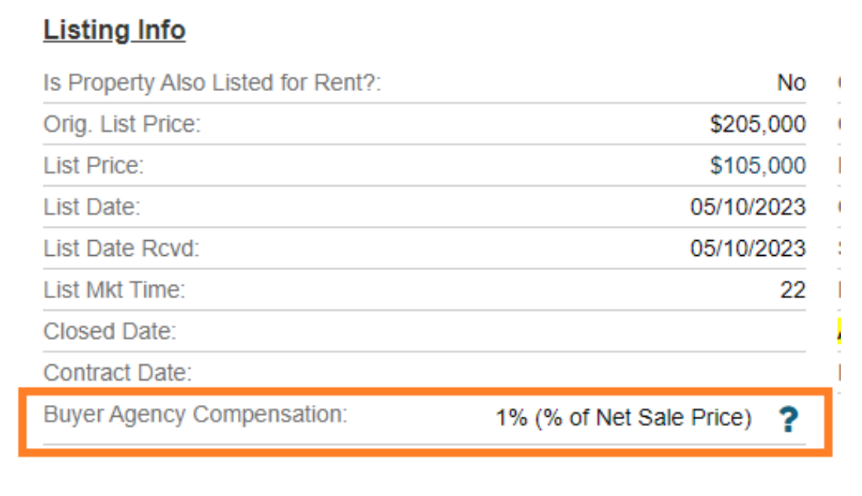 Listing Info
Is Property Also Listed for Rent?: No
Orig. List Price: $205,000
List Price: $105,000
List Date: 05/10/2023
List Date Rcvd: 05/10/2023
List Mkt Time: 22
Closed Date:
Contract Date:
Buyer Agency Compensation: 1% (% of Net Sale Price) ?